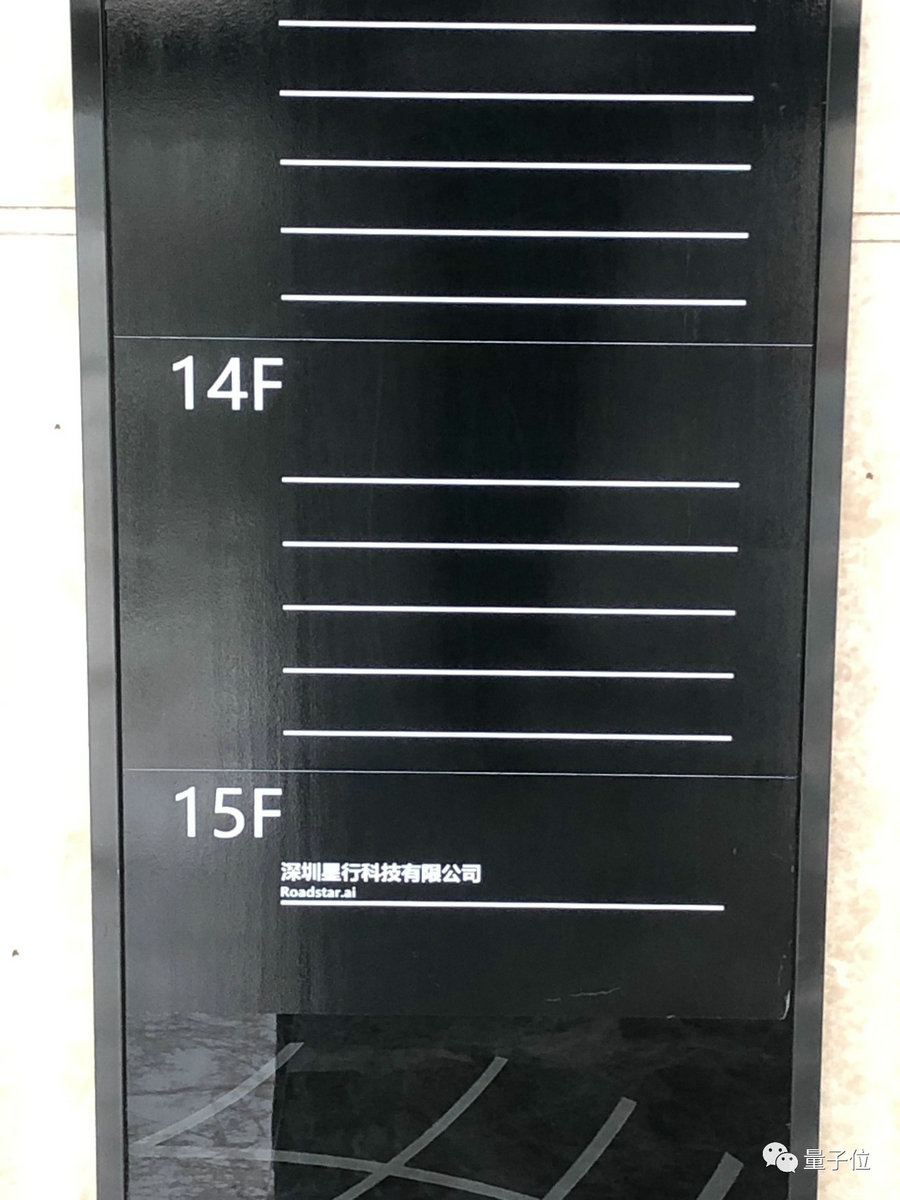 14F
15F
深圳星行科技有限公司
Roadstar.ai
量子位